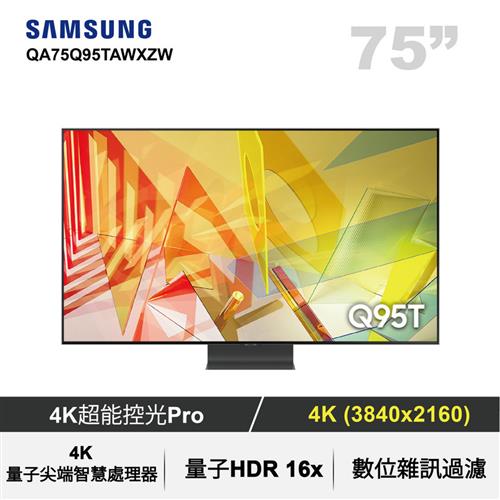 SAMSUNG
QA75Q95TAWXZW
75”
Q95T
4K超能控光Pro / 4K (3840x2160)
4K
量子尖端智慧處理器
量子HDR 16x
數位雜訊過濾